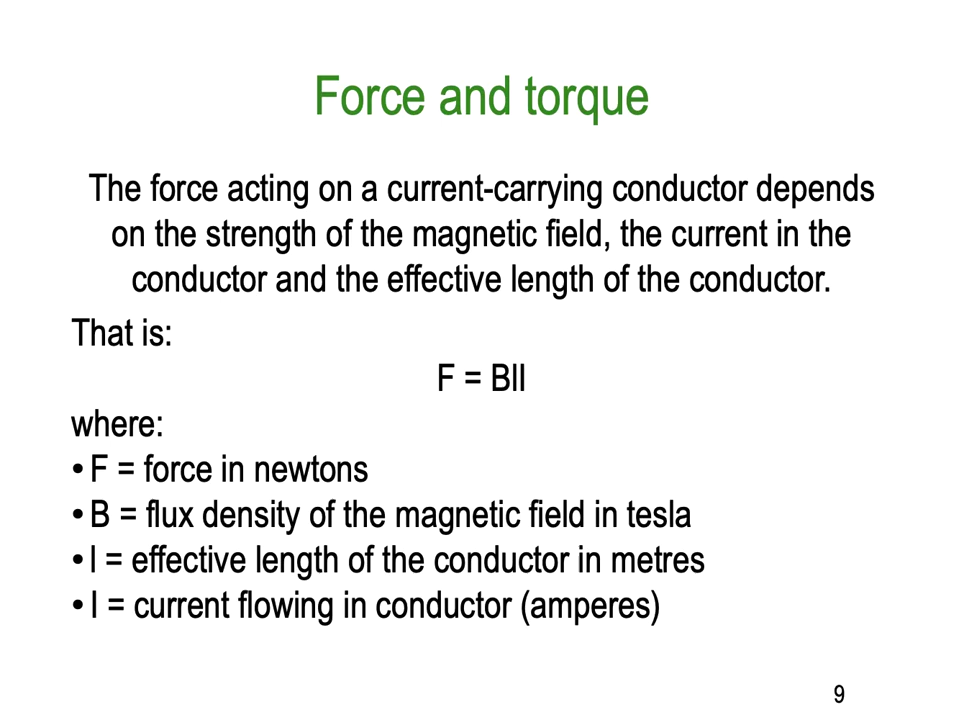 Force and torque
The force acting on a current-carrying conductor depends
on the strength of the magnetic field, the current in the
conductor and the effective length of the conductor.
That is:
F = BlI
where:
• F = force in newtons
• B = flux density of the magnetic field in tesla
• l = effective length of the conductor in metres
• I = current flowing in conductor (amperes)
9